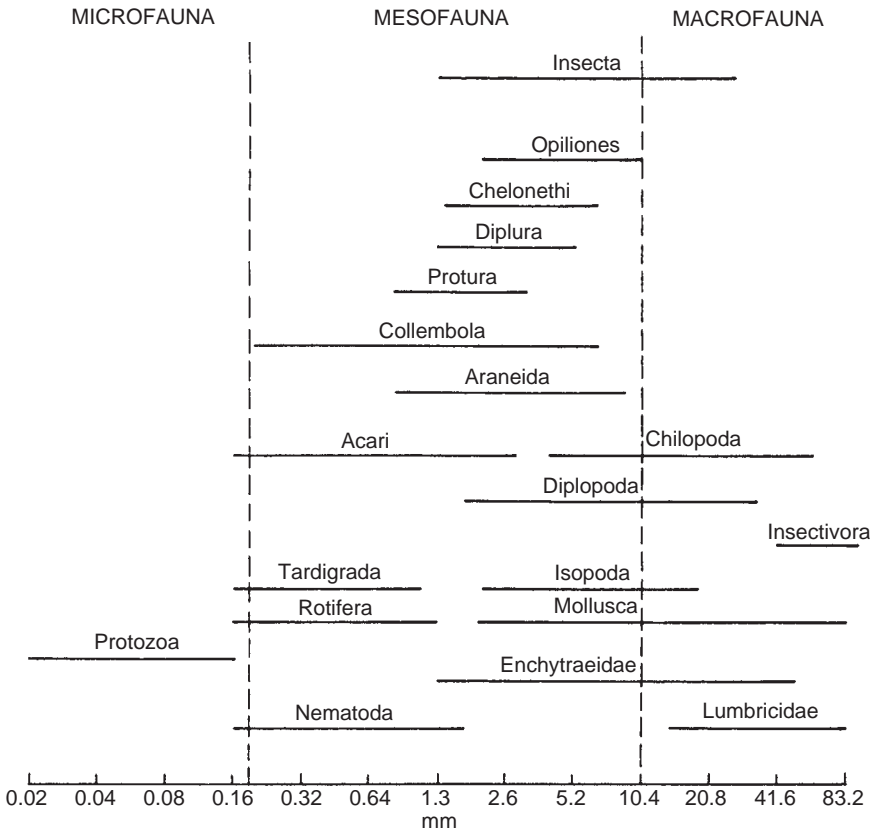 MICROFAUNA MESOFAUNA MACROFAUNA
Insecta
Opiliones
Chelonethi
Diplura
Protura
Collembola
Araneida
Acari Chilopoda
Diplopoda
Insectivora
Tardigrada Isopoda
Rotifera Mollusca
Protozoa
Enchytraeidae
Nematoda Lumbricidae
0.02 0.04 0.08 0.16 0.32 0.64 1.3 2.6 5.2 10.4 20.8 41.6 83.2
mm